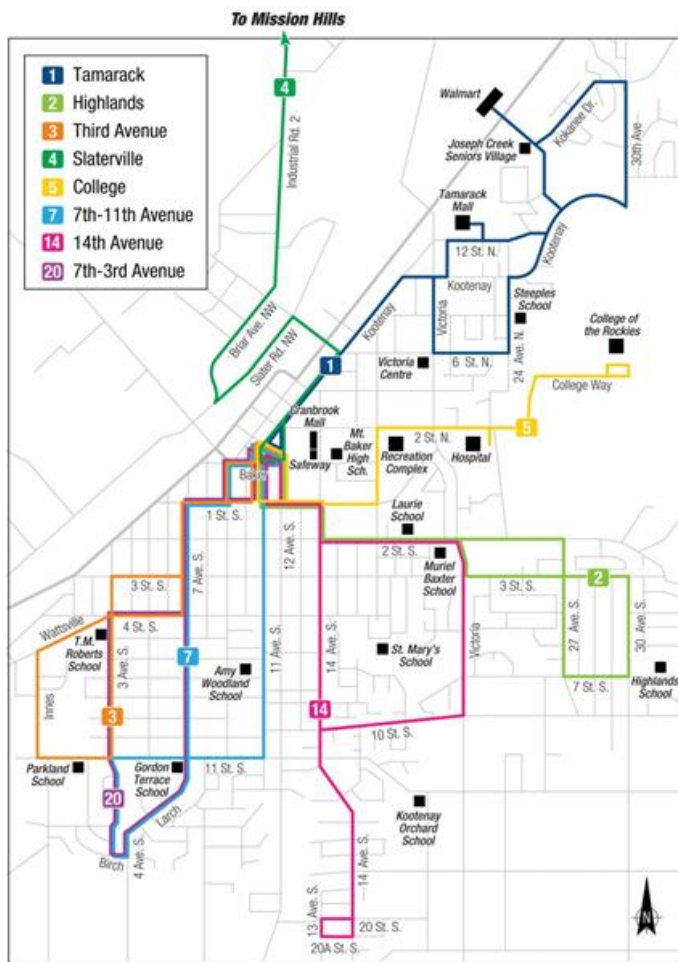 To Mission Hills
1 Tamarack
2 Highlands
3 Third Avenue
4 Slaterville
5 College
7 7th-11th Avenue
14 14th Avenue
20 7th-3rd Avenue
4
Industrial Rd. 2
Walmart
Kokanee Dr.
30th Ave
Joseph Creek
Seniors Village
Tamarack
Mall
12 St. N.
Kootenay
Kootenay
Kootenay
Victoria
Steeples
School
24 Ave. N.
College of
the Rockies
Briar Ave. NW
Slater Rd. NW
1
Victoria
Centre
6 St. N.
College Way
5
Cranbrook
Mall
Safeway
Mt.
Baker
High
Sch.
2 St. N.
Recreation
Complex
Hospital
Baker
1 St. S.
12 Ave. S.
Laurie
School
2 St. S.
Muriel
Baxter
School
3 St. S.
2
3 St. S.
7 Ave. S.
Wattsville
4 St. S.
T.M.
Roberts
School
3 Ave. S.
7
Amy
Woodland
School
11 Ave. S.
14 Ave. S.
St. Mary's
School
Victoria
27 Ave. S.
30 Ave. S.
Highlands
School
7 St. S.
Innes
3
14
10 St. S.
Parkland
School
Gordon
Terrace
School
11 St. S.
20
Larch
Birch
4 Ave. S.
Kootenay
Orchard School
14 Ave. S.
13 Ave. S.
20 St. S.
20A St. S.
N